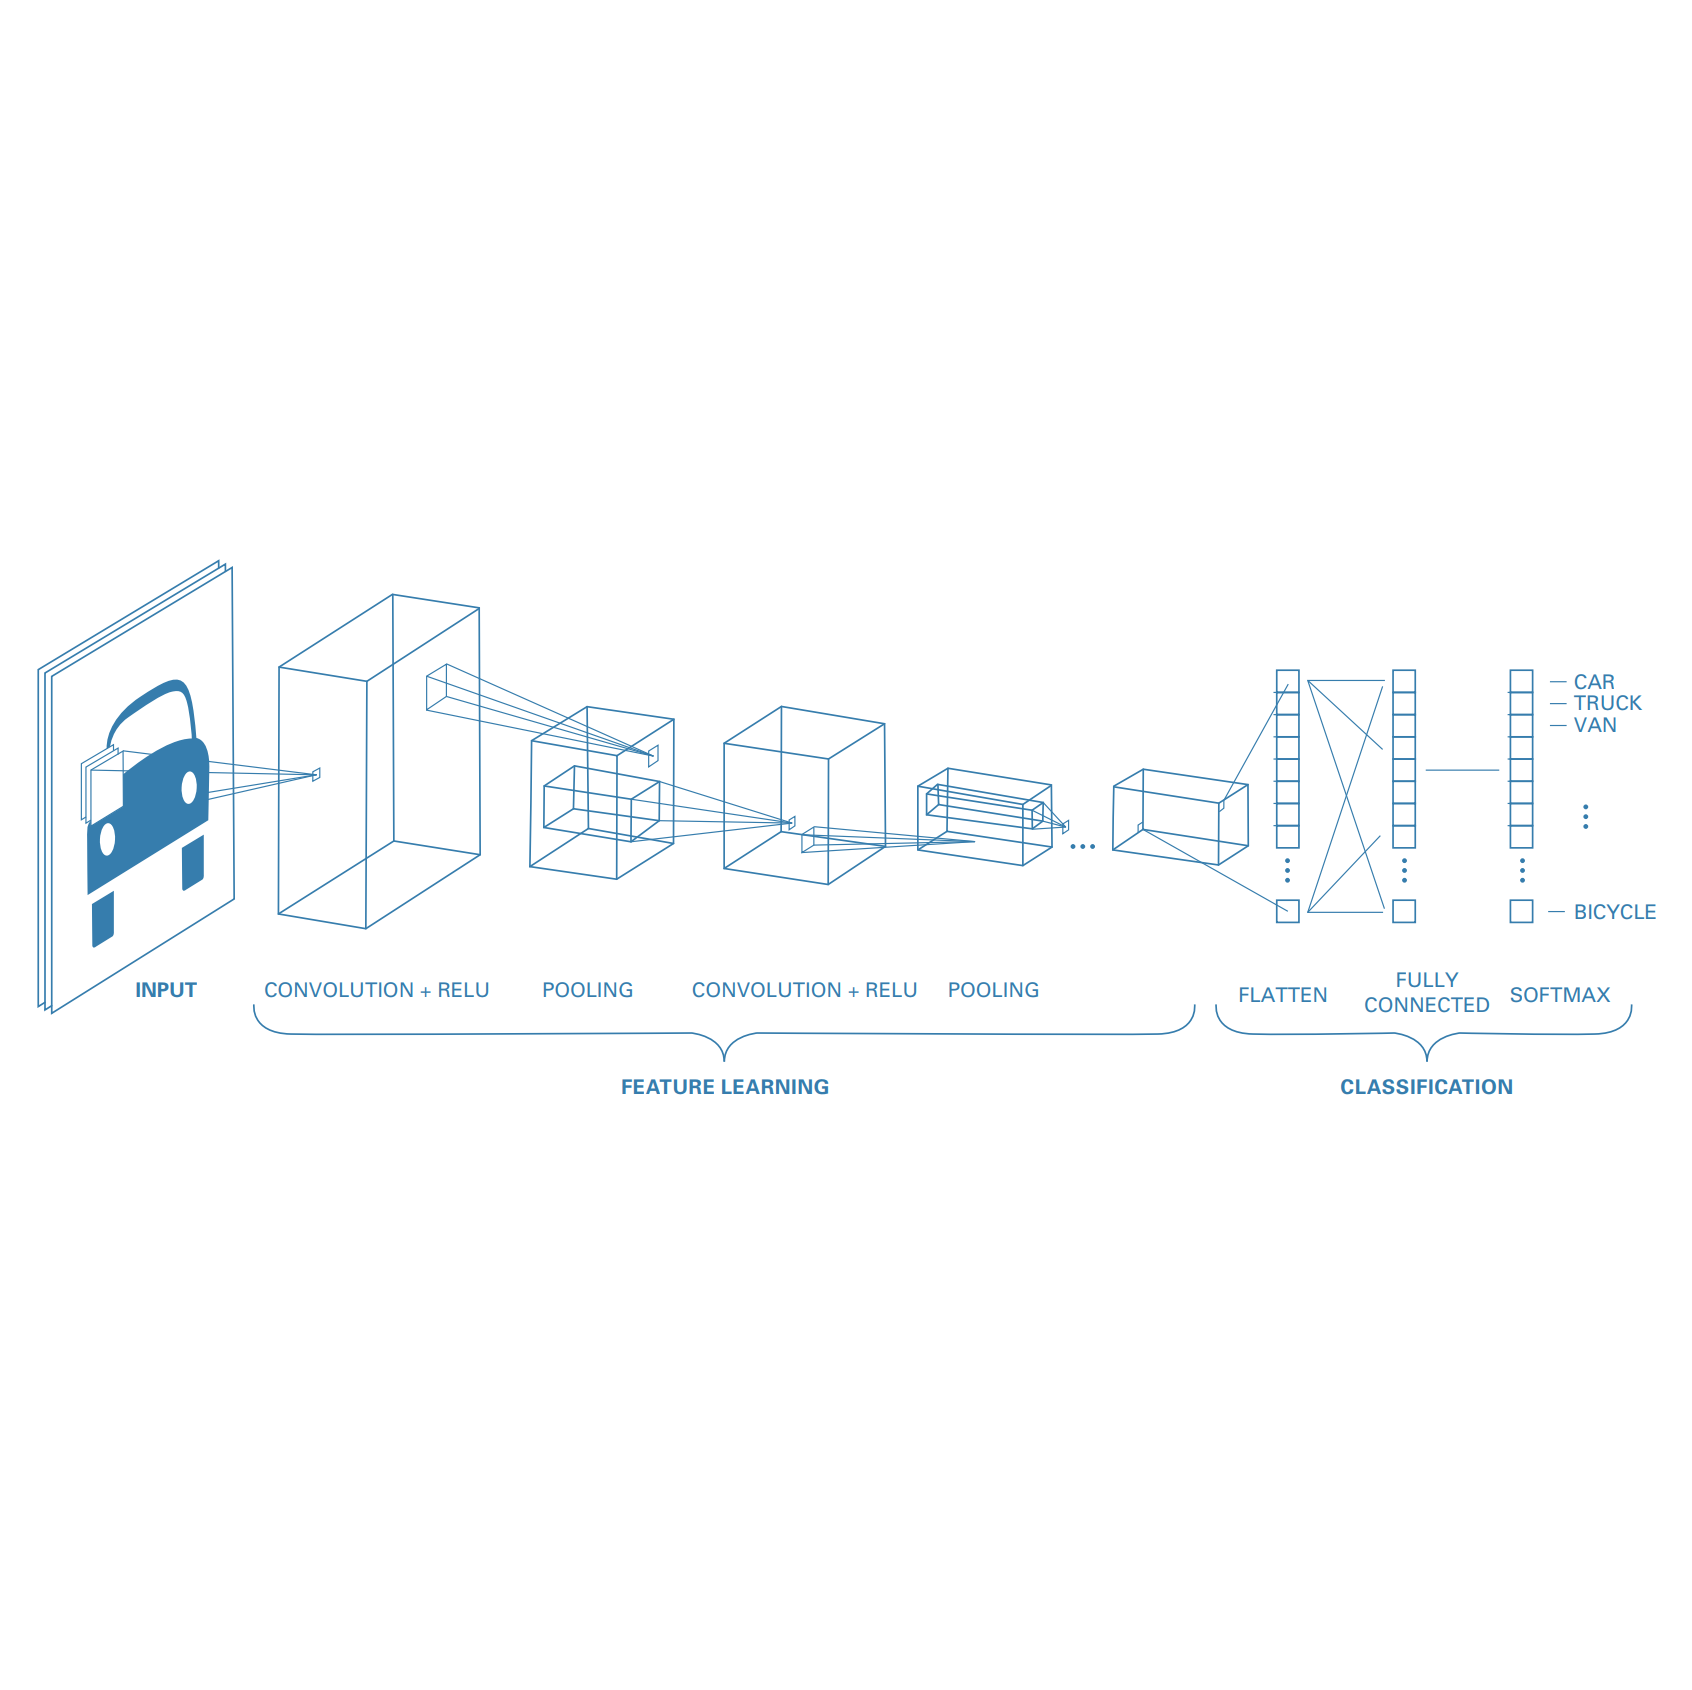 CAR
TRUCK
VAN
BICYCLE
INPUT
CONVOLUTION + RELU
POOLING
CONVOLUTION + RELU
POOLING
FLATTEN
FULLY
CONNECTED
SOFTMAX
FEATURE LEARNING
CLASSIFICATION